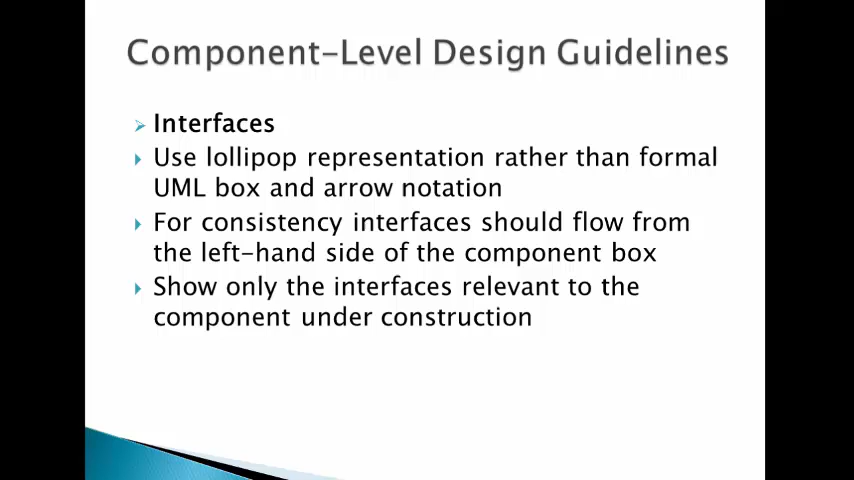 Component-Level Design Guidelines
Interfaces
Use lollipop representation rather than formal
UML box and arrow notation
For consistency interfaces should flow from
the left-hand side of the component box
Show only the interfaces relevant to the
component under construction